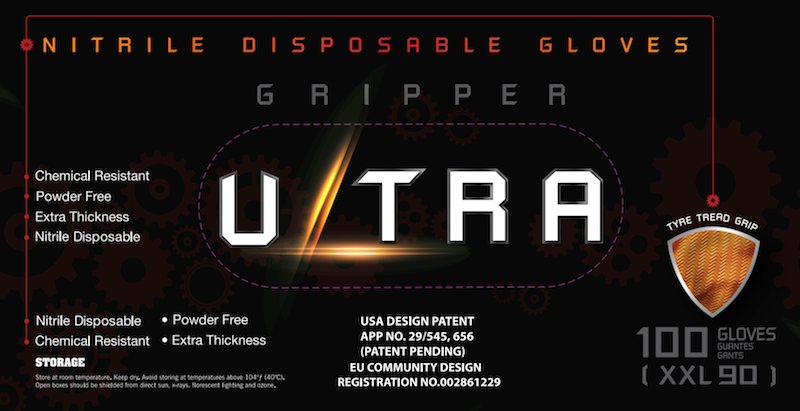 NITRILE DISPOSABLE GLOVES
GRIPPER
ULTRA
Chemical Resistant
Powder Free
Extra Thickness
Nitrile Disposable
TYRE TREAD GRIP
Nitrile Disposable • Powder Free
Chemical Resistant • Extra Thickness
STORAGE
Store at room temperature. Keep dry. Avoid storing at temperatures above 104°f (40°C).
Open boxes should be shielded from direct sun, x-rays, florescent lighting and ozone.
USA DESIGN PATENT
APP NO. 29/545, 656
(PATENT PENDING)
EU COMMUNITY DESIGN
REGISTRATION NO.002861229
100 GLOVES
GUANTES
GANTS
( XXL 90 )